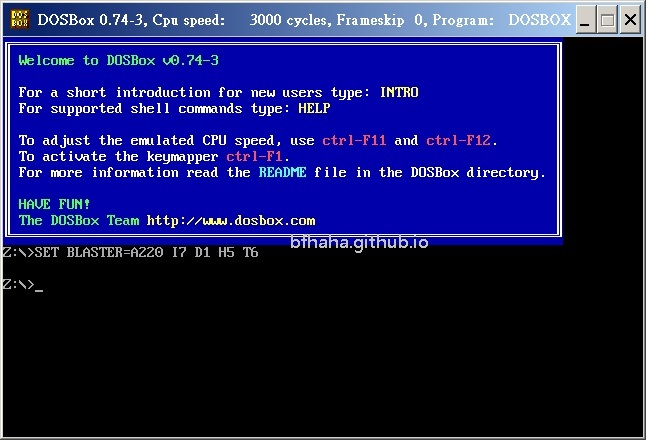 DOSBox 0.74-3, Cpu speed: 3000 cycles, Frameskip 0, Program: DOSBOX
Welcome to DOSBox v0.74-3
For a short introduction for new users type: INTRO
For supported shell commands type: HELP
To adjust the emulated CPU speed, use ctrl-F11 and ctrl-F12.
To activate the keymapper ctrl-F1.
For more information read the README file in the DOSBox directory.
HAVE FUN!
The DOSBox Team http://www.dosbox.com
bfhaha.github.io
Z:\>SET BLASTER=A220 I7 D1 H5 T6
Z:\>_